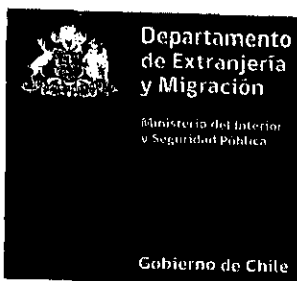 Departamento
de Extranjería
y Migración
Ministerio del Interior
y Seguridad Pública
Gobierno de Chile